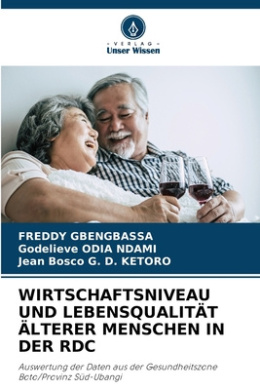 VERLAG
Unser Wissen
FREDDY GBENGBASSA
Godelieve ODIA NDAMI
Jean Bosco G. D. KETORO
WIRTSCHAFTSNIVEAU
UND LEBENSQUALITÄT
ÄLTERER MENSCHEN IN
DER RDC
Auswertung der Daten aus der Gesundheitszone
Boto/Provinz Süd-Ubangi